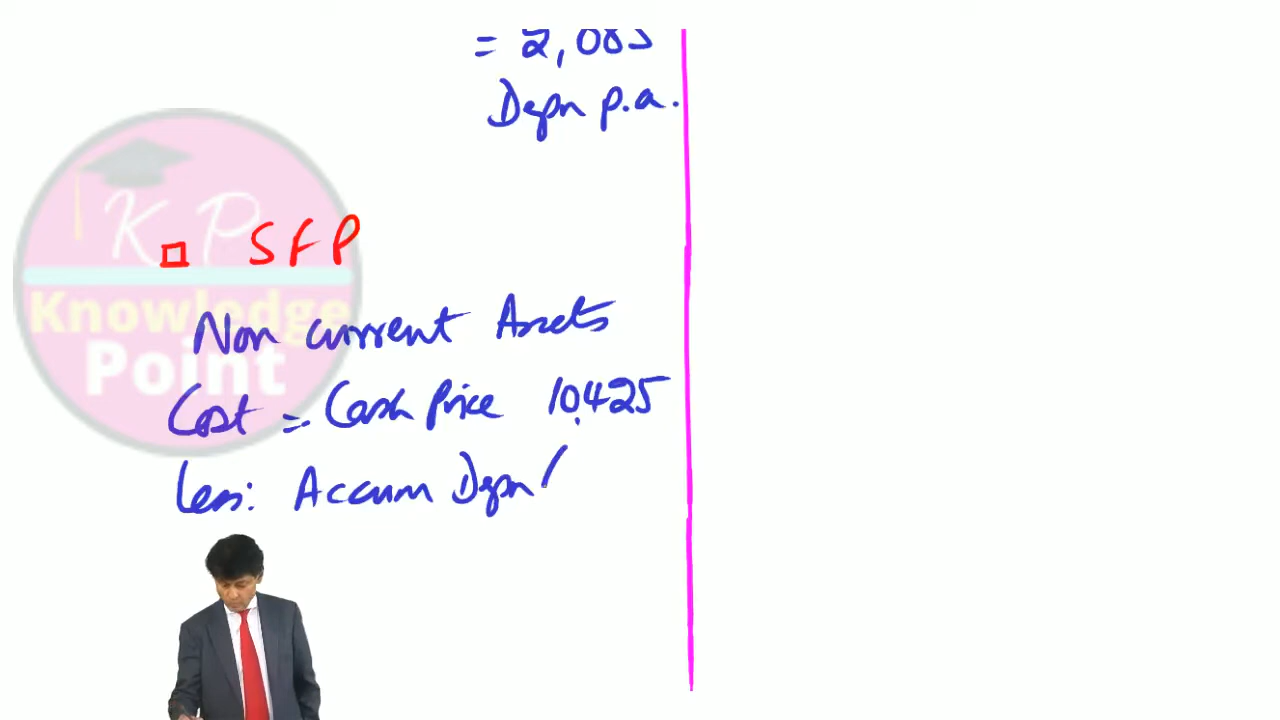 = 2,085
Depn p.a.
K P
SFP
Knowledge
Point
Non current Assets
Cost = Cash Price 10,425
Less: Accum Depn (